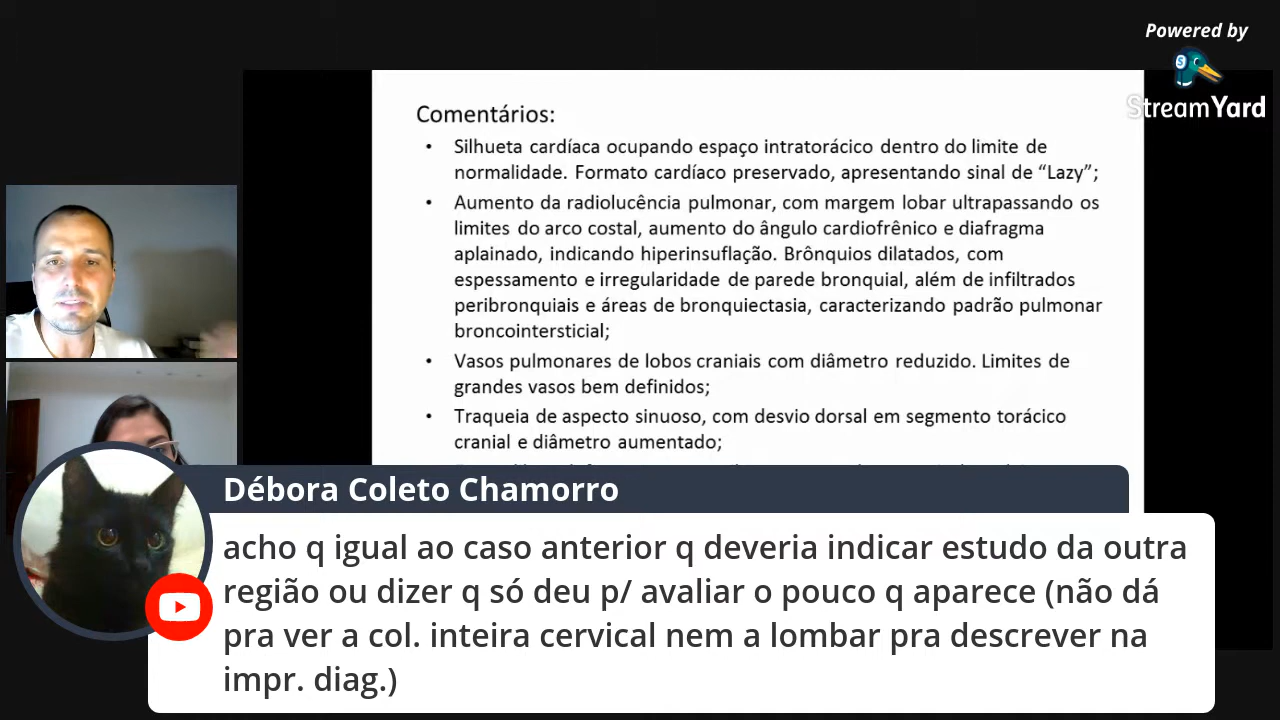 Powered by
StreamYard
Comentários:
• Silhueta cardíaca ocupando espaço intratorácico dentro do limite de
normalidade. Formato cardíaco preservado, apresentando sinal de “Lazy”;
• Aumento da radiolucência pulmonar, com margem lobar ultrapassando os
limites do arco costal, aumento do ângulo cardiofrênico e diafragma
aplainado, indicando hiperinsuflação. Brônquios dilatados, com
espessamento e irregularidade de parede bronquial, além de infiltrados
peribronquiais e áreas de bronquiectasia, caracterizando padrão pulmonar
broncointersticial;
• Vasos pulmonares de lobos craniais com diâmetro reduzido. Limites de
grandes vasos bem definidos;
• Traqueia de aspecto sinuoso, com desvio dorsal em segmento torácico
cranial e diâmetro aumentado;
Débora Coleto Chamorro
acho q igual ao caso anterior q deveria indicar estudo da outra
região ou dizer q só deu p/ avaliar o pouco q aparece (não dá
pra ver a col. inteira cervical nem a lombar pra descrever na
impr. diag.)